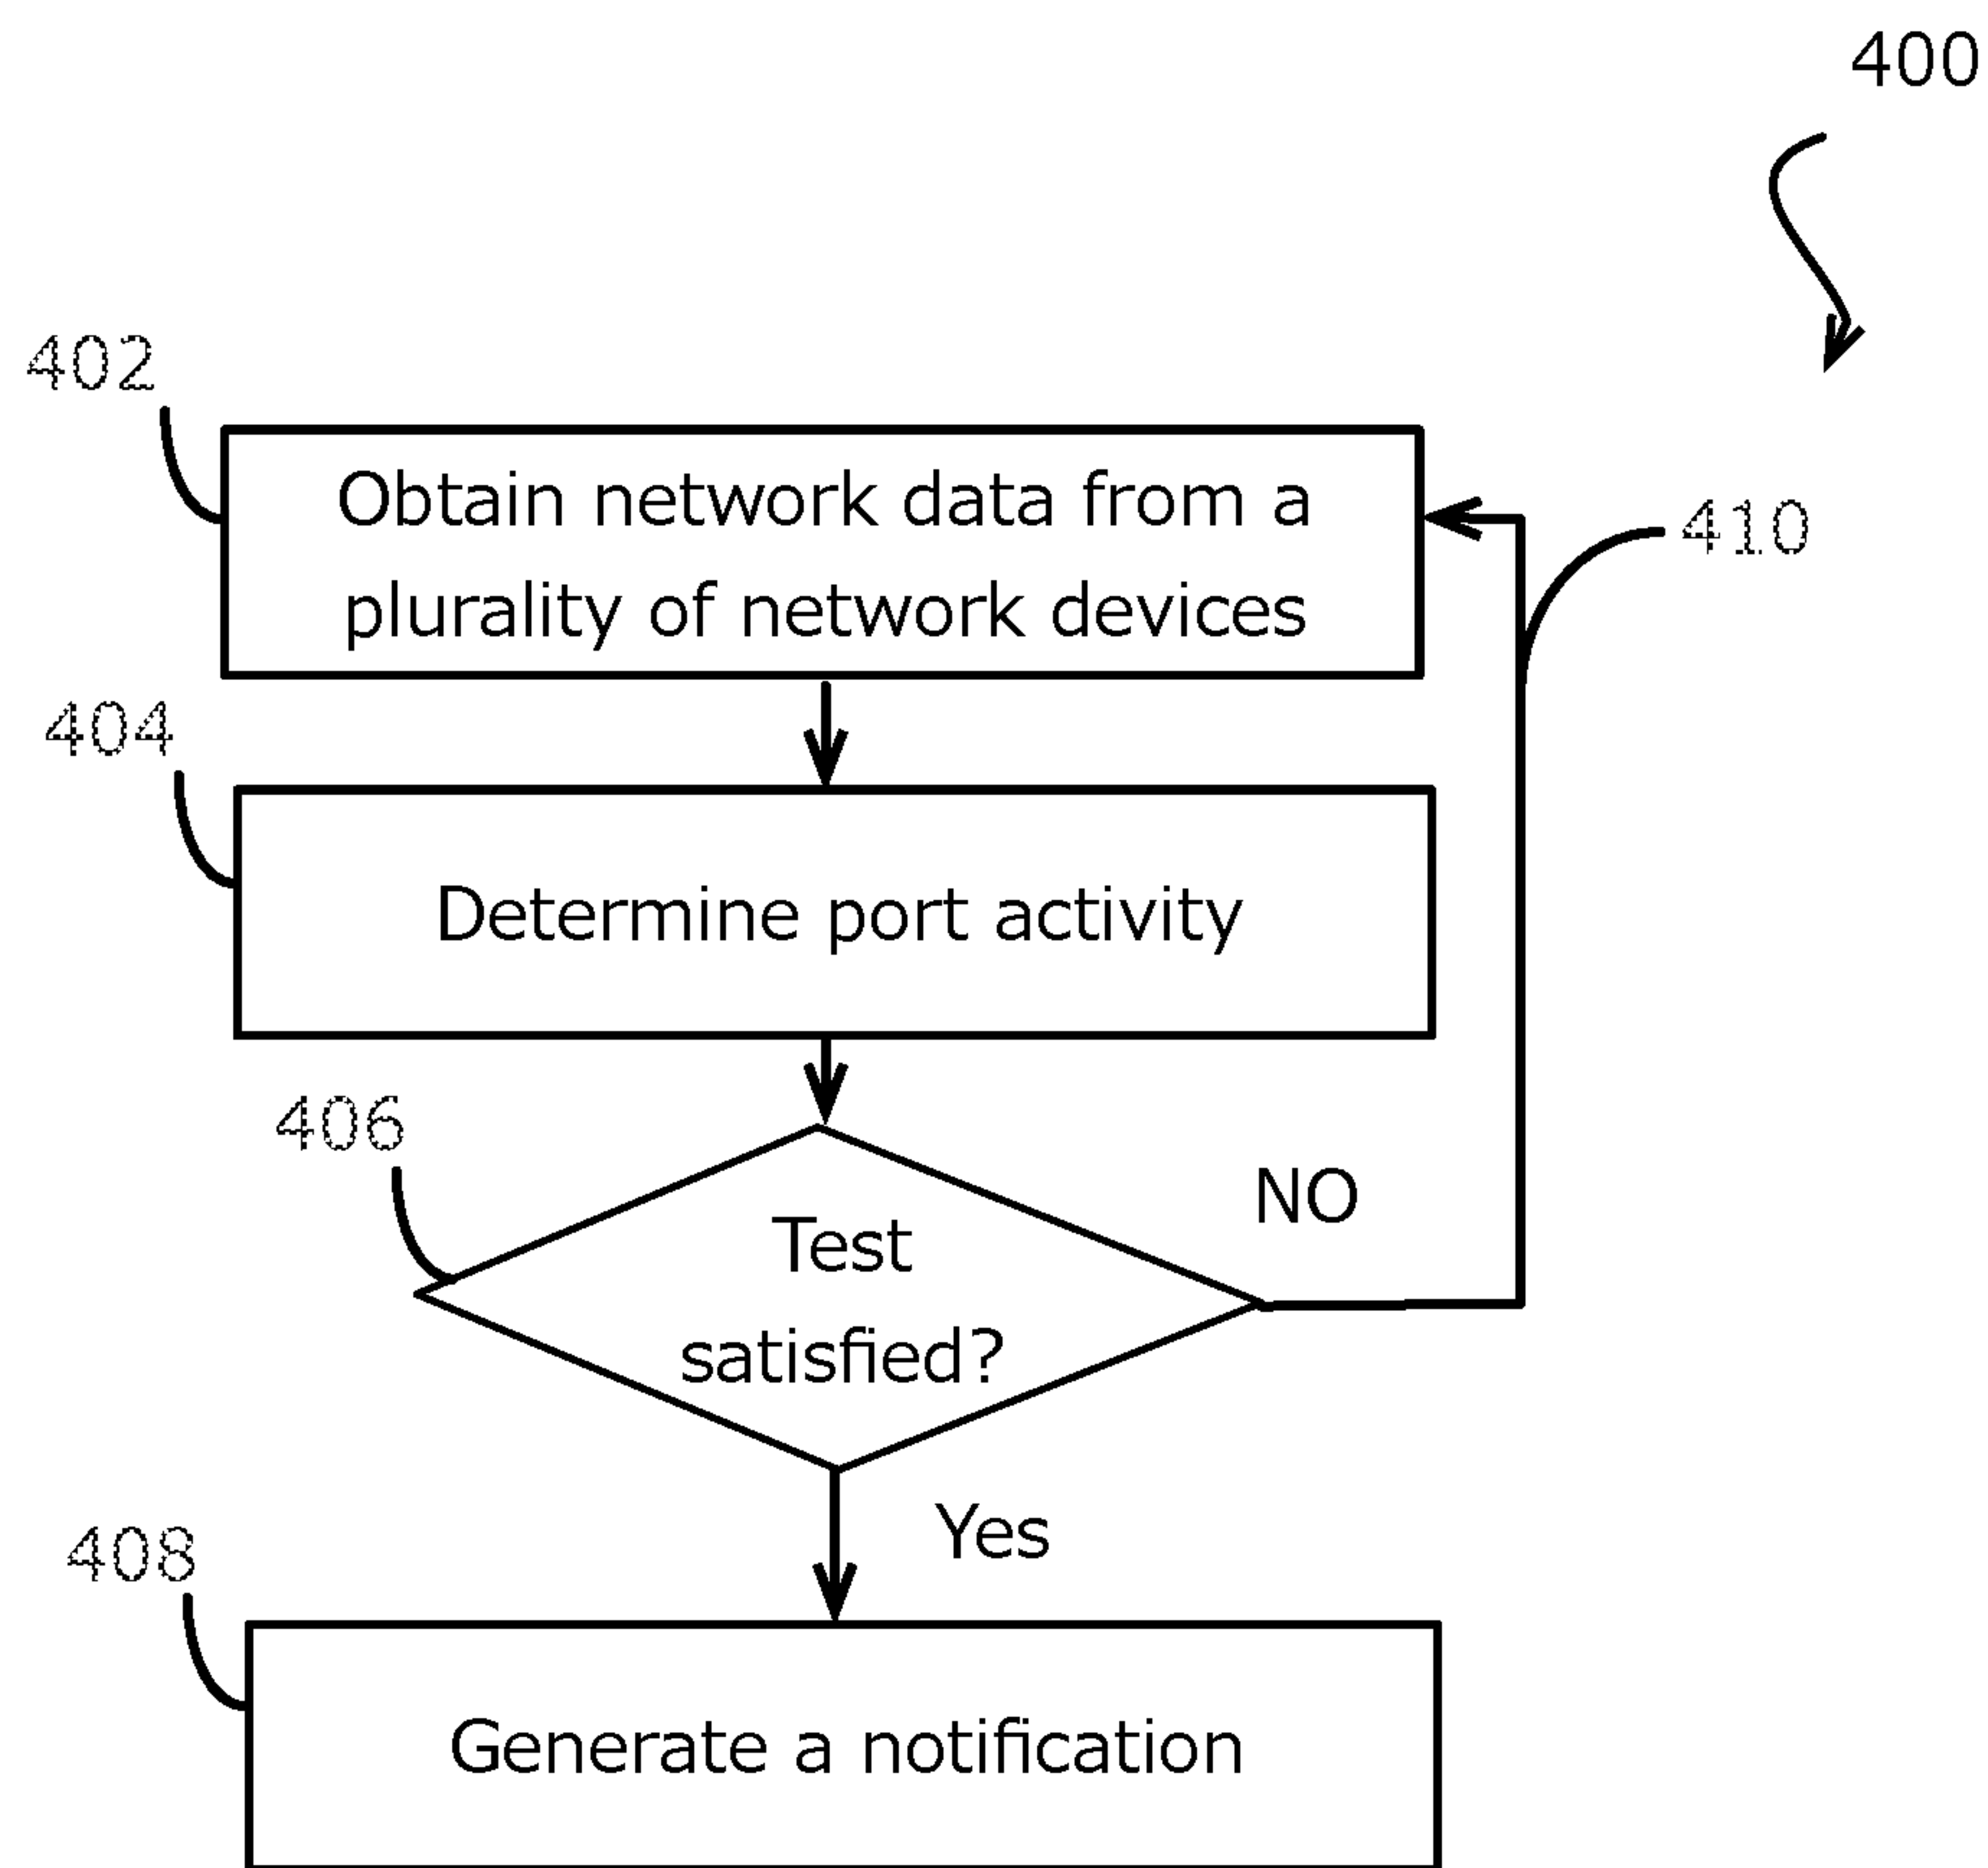 400
402
Obtain network data from a
plurality of network devices
410
404
Determine port activity
406
NO
Test
satisfied?
Yes
408
Generate a notification